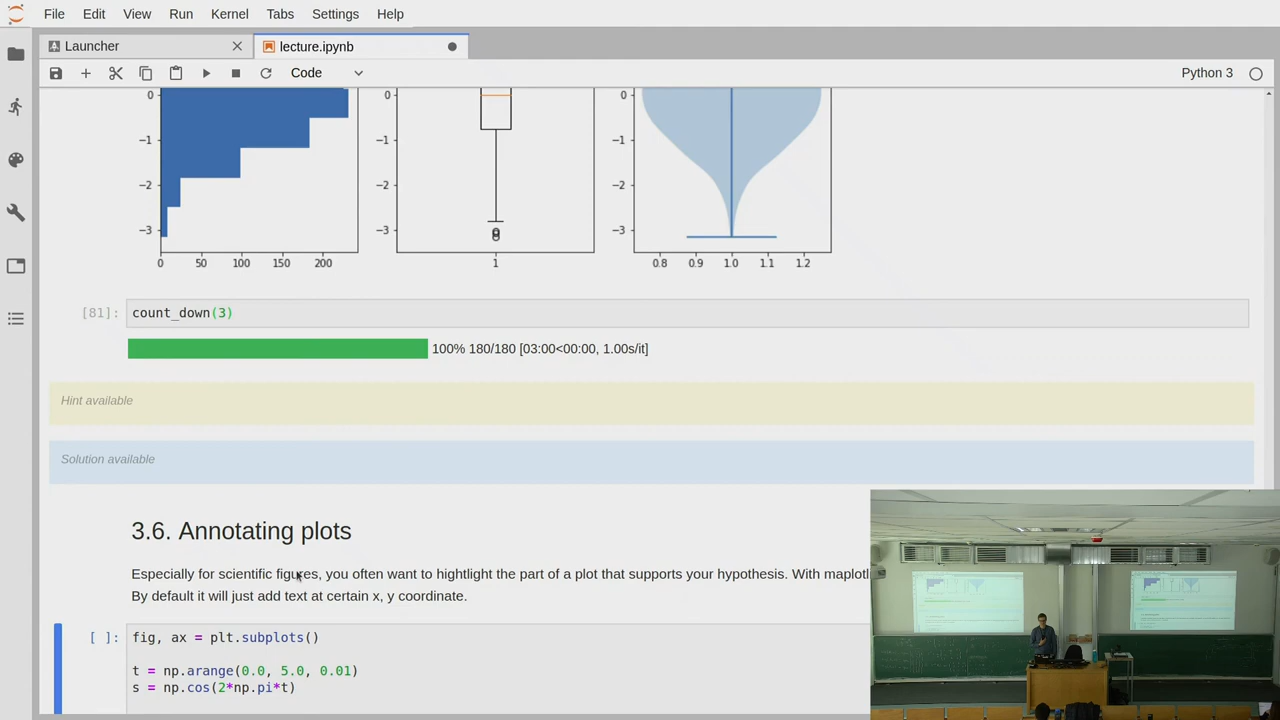 File Edit View Run Kernel Tabs Settings Help
Launcher lecture.ipynb
Code Python 3
0 0 0
−1 −1 −1
−2 −2 −2
−3 −3 −3
0 50 100 150 200 1 0.8 0.9 1.0 1.1 1.2
[81]: count_down(3)
100% 180/180 [03:00<00:00, 1.00s/it]
Hint available
Solution available
3.6. Annotating plots
Especially for scientific figures, you often want to hightlight the part of a plot that supports your hypothesis. With matplotli
By default it will just add text at certain x, y coordinate.
[ ]: fig, ax = plt.subplots()
t = np.arange(0.0, 5.0, 0.01)
s = np.cos(2*np.pi*t)